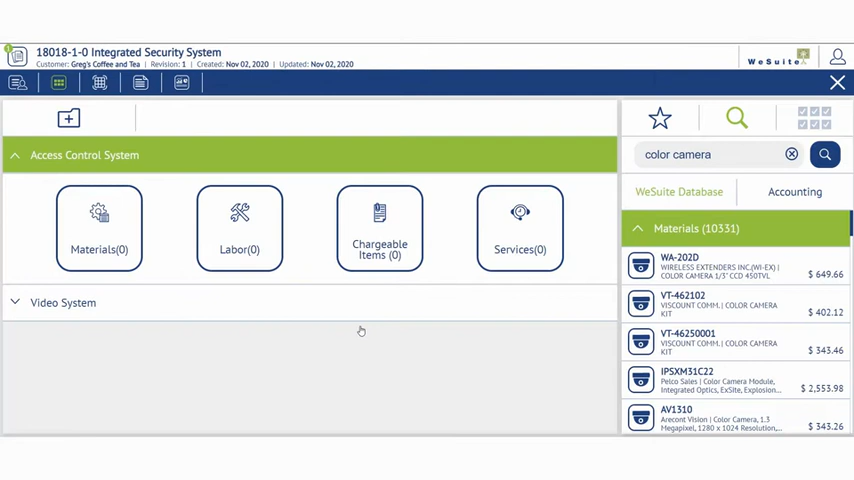 1
18018-1-0 Integrated Security System
Customer: Greg's Coffee and Tea | Revision: 1 | Created: Nov 02, 2020 | Updated: Nov 02, 2020
WeSuite
color camera
Access Control System
WeSuite Database
Accounting
Materials (10331)
Materials(0)
Labor(0)
Chargeable
Items (0)
Services(0)
Video System
WA-202D
WIRELESS EXTENDERS INC.(WI-EX) |
COLOR CAMERA 1/3" CCD 450TVL
$ 649.66
VT-462102
VISCOUNT COMM. | COLOR CAMERA
KIT
$ 402.12
VT-46250001
VISCOUNT COMM. | COLOR CAMERA
KIT
$ 343.46
IPSXM31C22
Pelco Sales | Color Camera Module,
Integrated Optics, ExSite, Explosion...
$ 2,553.98
AV1310
Arecont Vision | Color Camera, 1.3
Megapixel, 1280 x 1024 Resolution,...
$ 343.26